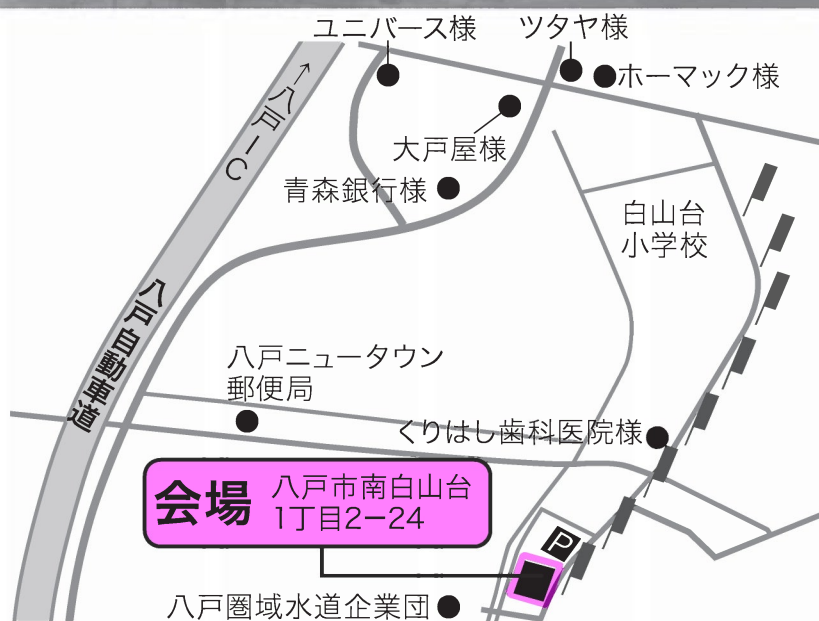 ユニバース様
ツタヤ様
ホーマック様
→八戸IC
大戸屋様
青森銀行様
白山台
小学校
八戸自動車道
八戸ニュータウン
郵便局
くりはし歯科医院様
会場
八戸市南白山台
1丁目2−24
P
八戸圏域水道企業団